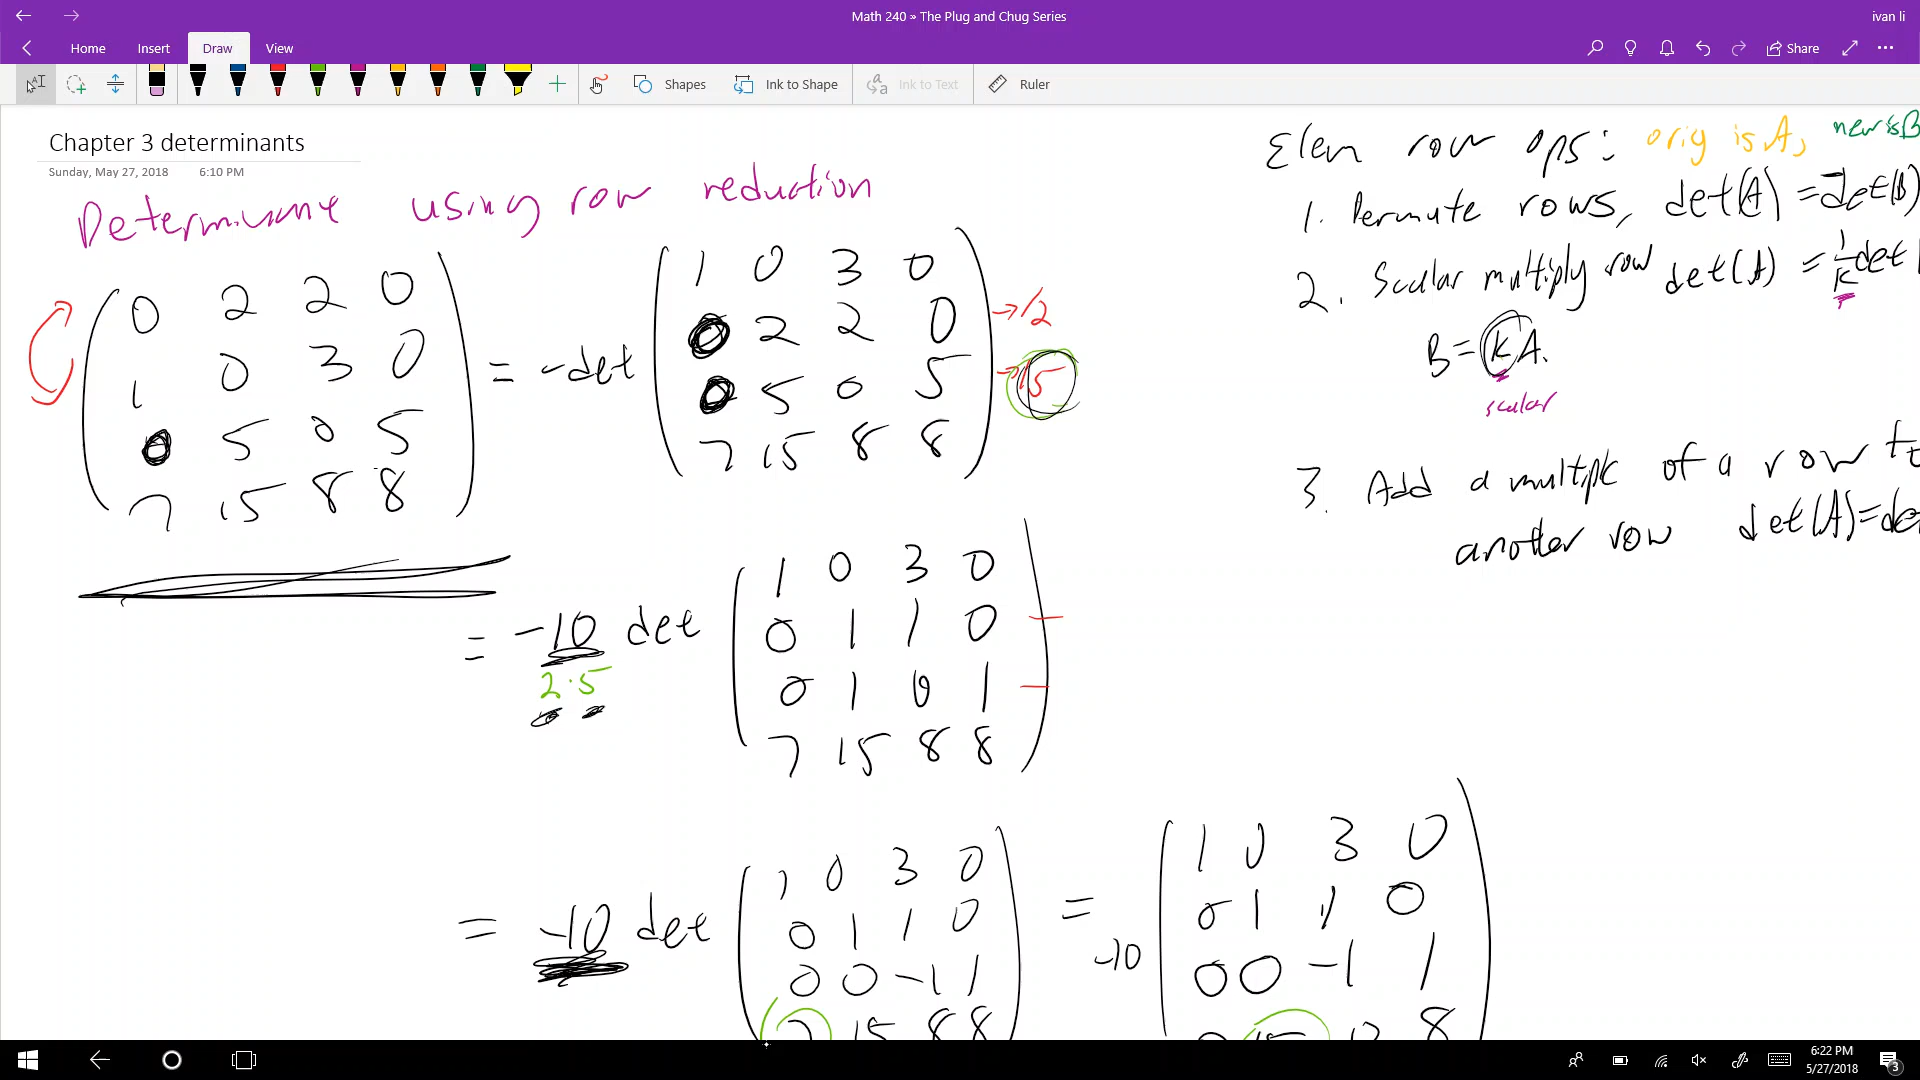 Math 240 » The Plug and Chug Series
ivan li
Home Insert Draw View
Share
Shapes Ink to Shape Ink to Text Ruler
Chapter 3 determinants
Sunday, May 27, 2018 6:10 PM
Determinant using row reduction
0 2 2 0
1 0 3 0
0 5 0 5
7 15 8 8
= -det
1 0 3 0
0 2 2 0 → /2
0 5 0 5 → /5
7 15 8 8
= -10 det
2·5
1 0 3 0
0 1 1 0
0 1 0 1
7 15 8 8
= -10 det
1 0 3 0
0 1 1 0
0 0 -1 1
7 15 8 8
= -10
1 0 3 0
0 1 1 0
0 0 -1 1
Elem row ops: orig is A, new is B
1. Permute rows, det(A) = -det(B)
2. Scalar multiply row det(A) = 1/k det
B = kA.
scalar
3. Add a multiple of a row to
another row det(A)=de
6:22 PM
5/27/2018
3